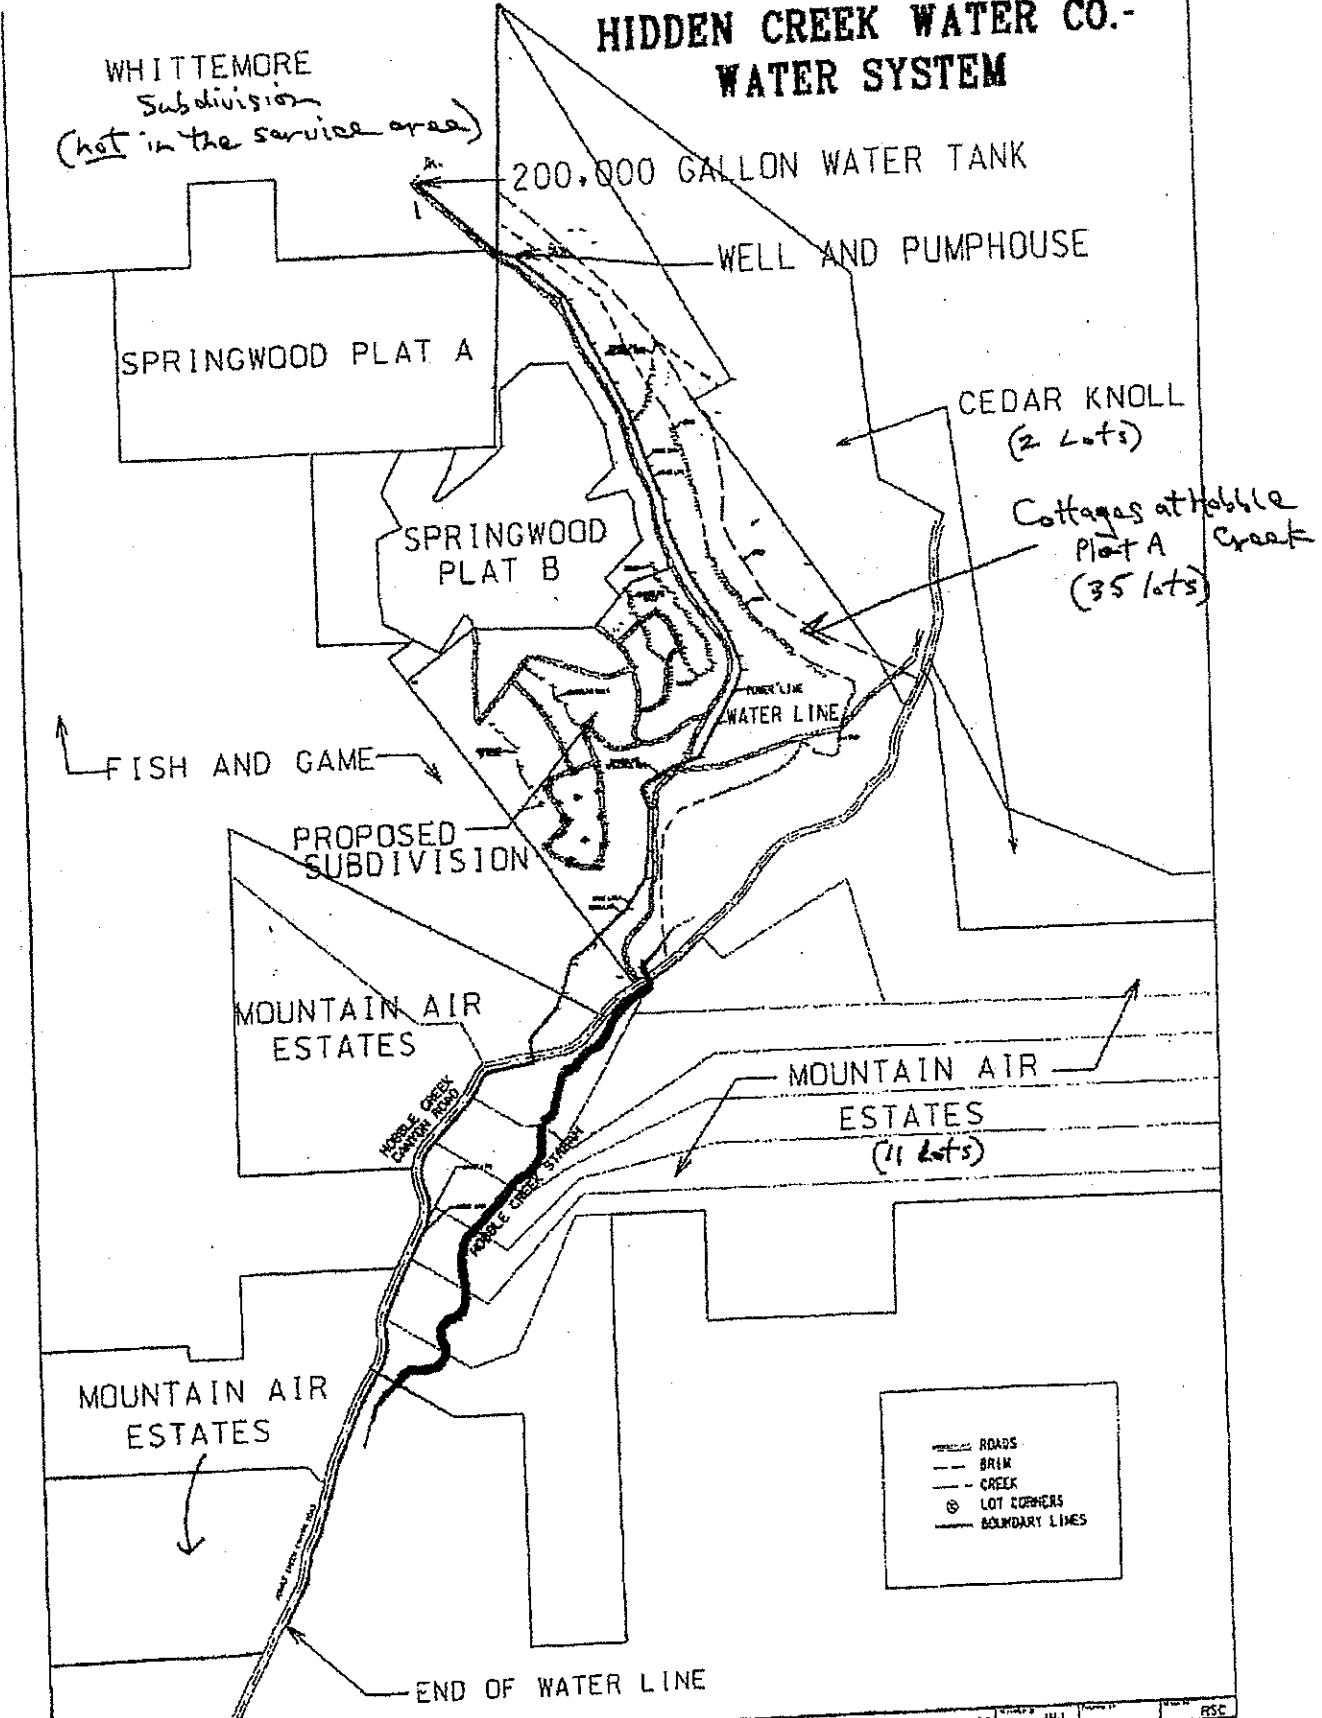 HIDDEN CREEK WATER CO.-
WATER SYSTEM
WHITTEMORE
Subdivision
(not in the service area)
200,000 GALLON WATER TANK
WELL AND PUMPHOUSE
SPRINGWOOD PLAT A
CEDAR KNOLL
(2 Lots)
Cottages at Hobble
Plat A Creek
(35 lots)
SPRINGWOOD
PLAT B
POWER LINE
WATER LINE
FISH AND GAME
PROPOSED
SUBDIVISION
MOUNTAIN AIR
ESTATES
HOBBLE CREEK
CANYON ROAD
MOUNTAIN AIR
ESTATES
(11 Lots)
HOBBLE CREEK STREAM
MOUNTAIN AIR
ESTATES
ROADS
BRIM
CREEK
LOT CORNERS
BOUNDARY LINES
END OF WATER LINE
RSC